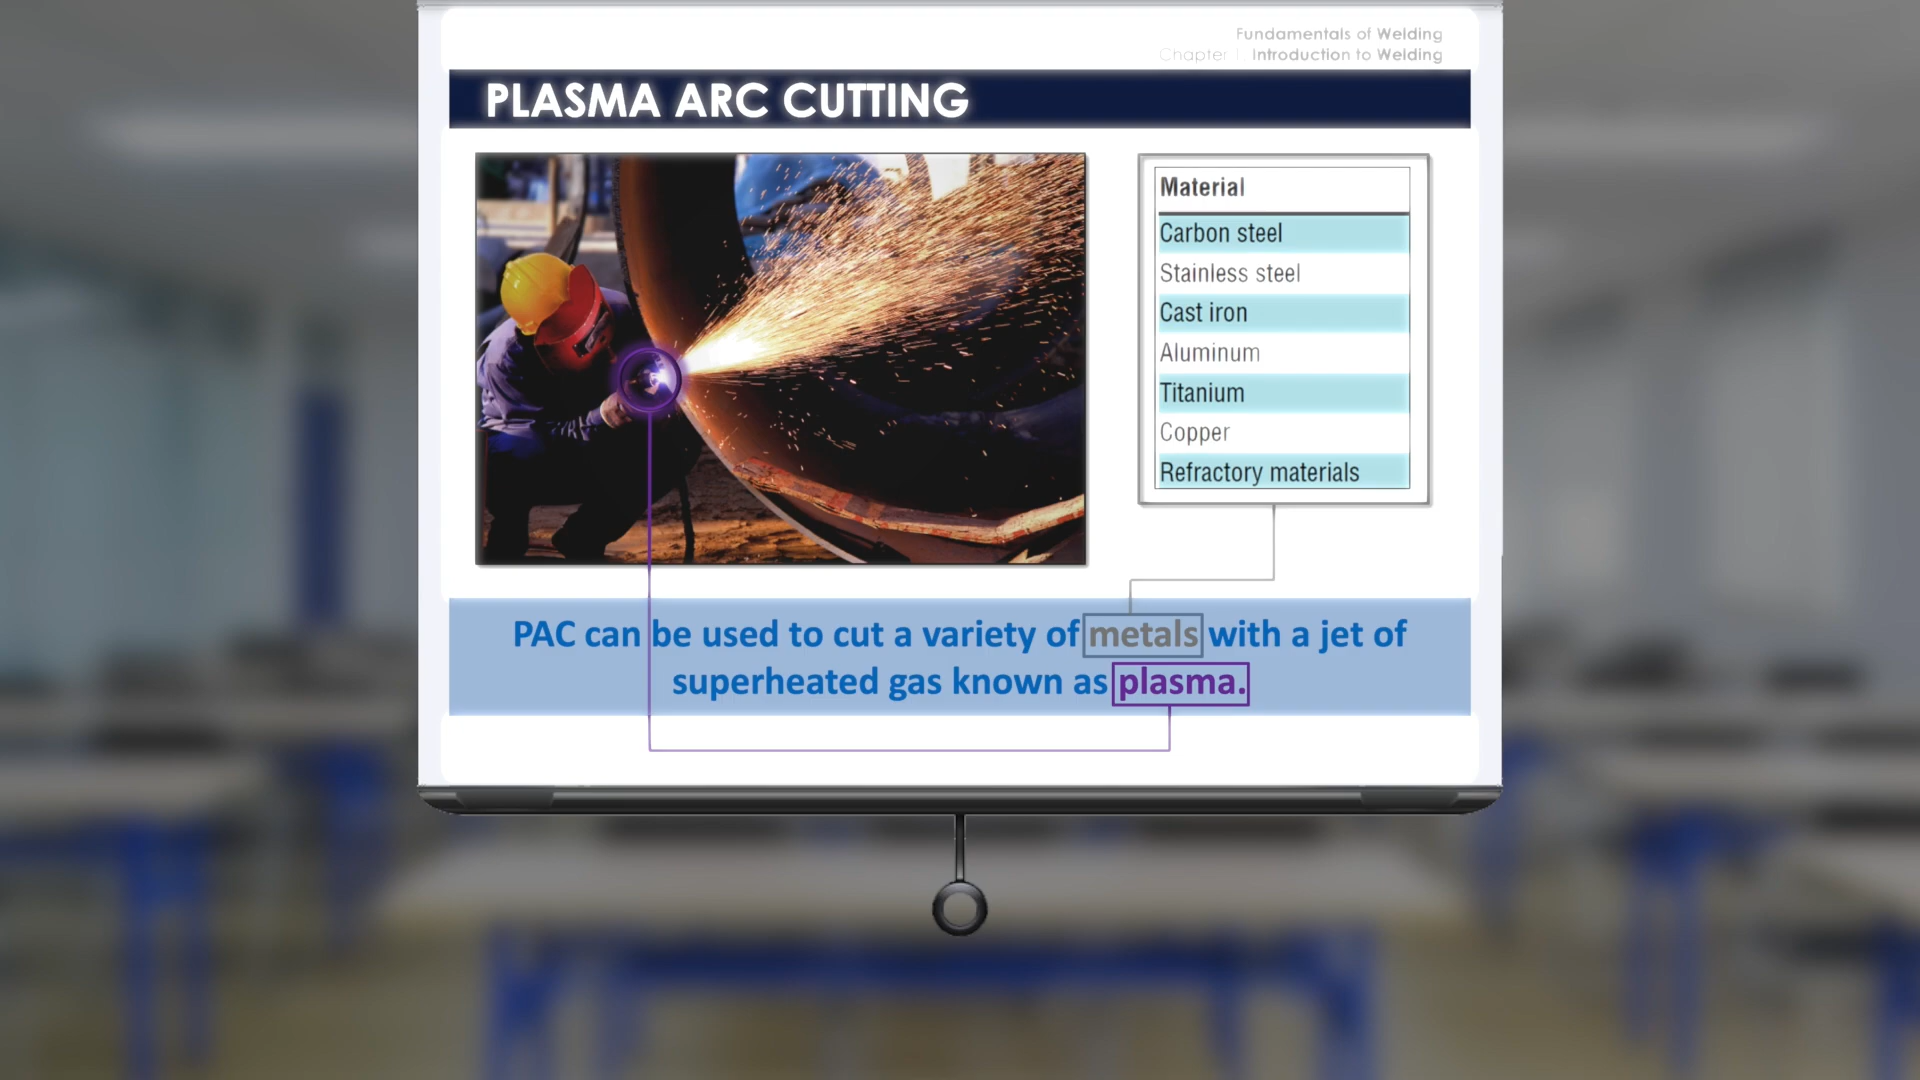 Fundamentals of Welding
Chapter 1: Introduction to Welding
PLASMA ARC CUTTING
Material
Carbon steel
Stainless steel
Cast iron
Aluminum
Titanium
Copper
Refractory materials
PAC can be used to cut a variety of metals with a jet of
superheated gas known as plasma.